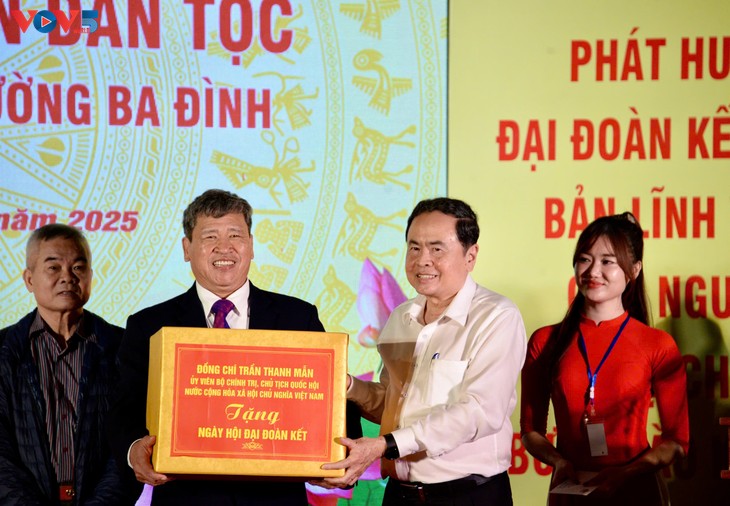 VOV5
N DÂN TỘC
ƯỜNG BA ĐÌNH
năm 2025
PHÁT HU
ĐẠI ĐOÀN KẾ
BẢN LĨNH
NGU
ĐỒNG CHÍ TRẦN THANH MẪN
ỦY VIÊN BỘ CHÍNH TRỊ, CHỦ TỊCH QUỐC HỘI
NƯỚC CỘNG HÒA XÃ HỘI CHỦ NGHĨA VIỆT NAM
Tặng
NGÀY HỘI ĐẠI ĐOÀN KẾT